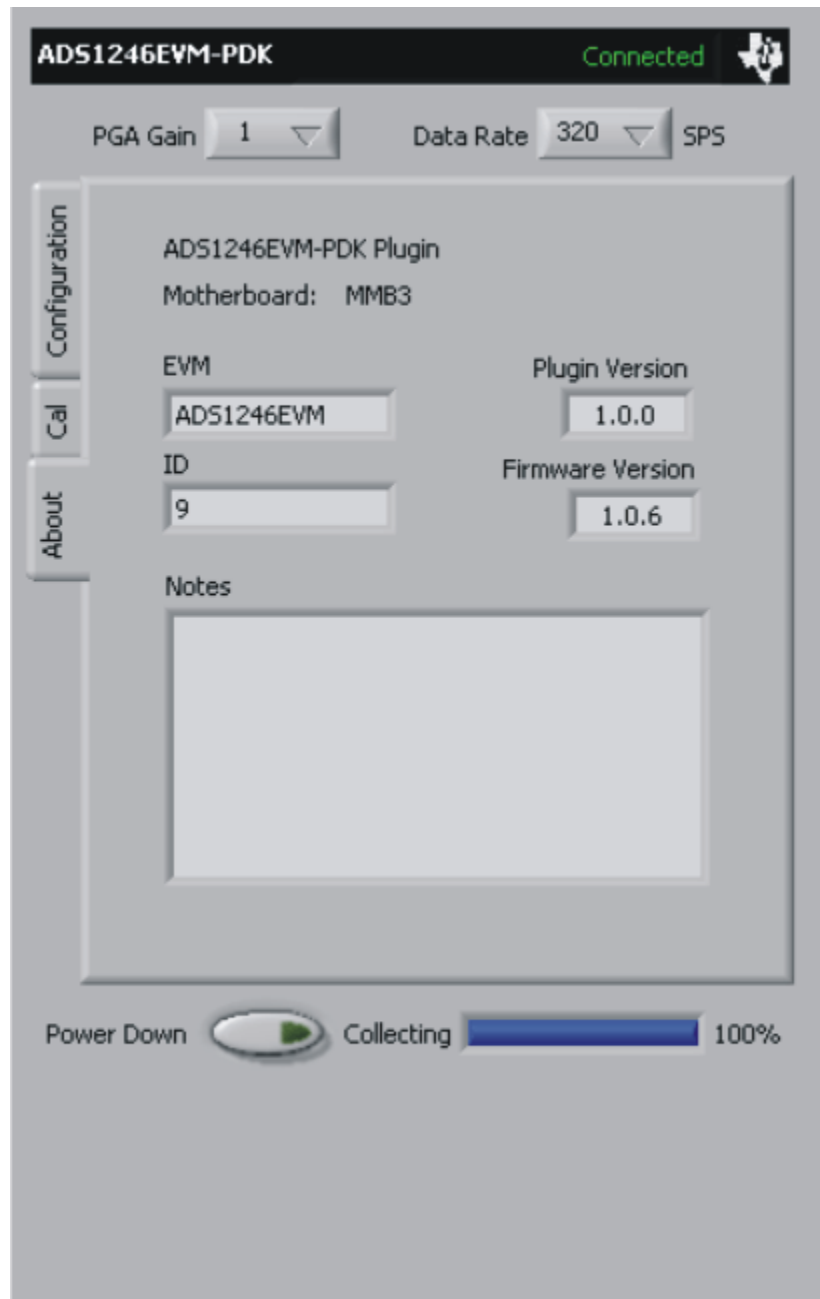 ADS1246EVM-PDK Connected
PGA Gain 1 Data Rate 320 SPS
Configuration
Cal
About
ADS1246EVM-PDK Plugin
Motherboard: MMB3
EVM
ADS1246EVM
Plugin Version
1.0.0
ID
9
Firmware Version
1.0.6
Notes
Power Down Collecting 100%